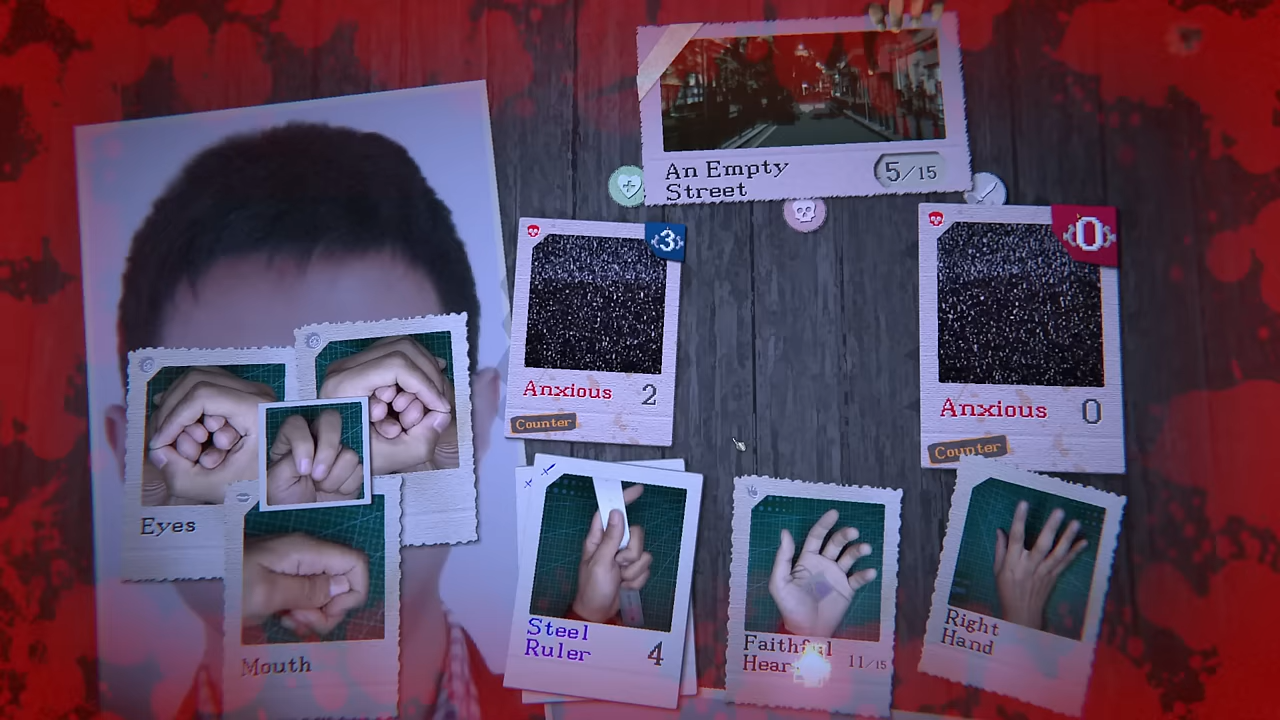 An Empty
Street
5/15
3
0
Anxious 2
Counter
Anxious 0
Counter
Eyes
Mouth
Steel
Ruler 4
Faithful
11/15
Right
Hand